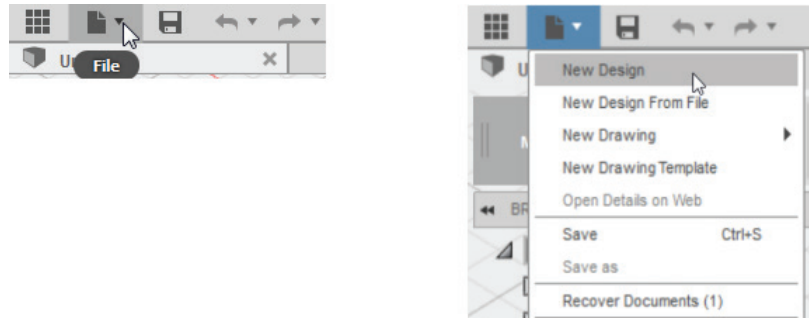 File
New Design
New Design From File
New Drawing
New Drawing Template
Open Details on Web
Save Ctrl+S
Save as
Recover Documents (1)